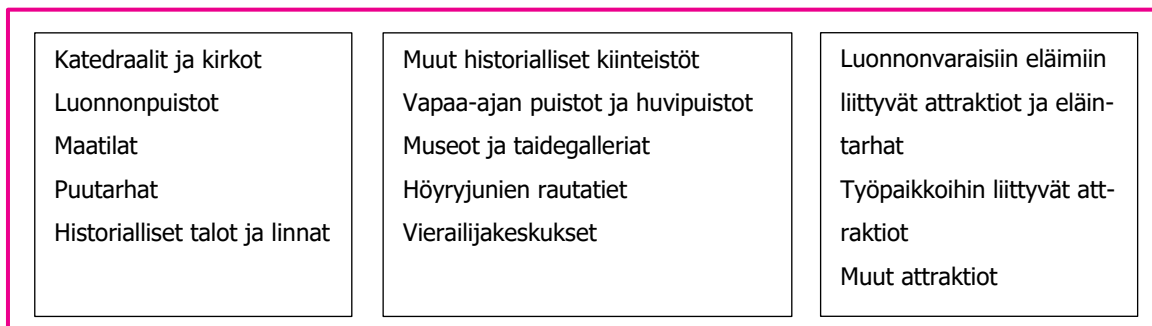 Katedraalit ja kirkot
Luonnonpuistot
Maatilat
Puutarhat
Historialliset talot ja linnat
Muut historialliset kiinteistöt
Vapaa-ajan puistot ja huvipuistot
Museot ja taidegalleriat
Höyryjunien rautatiet
Vierailijakeskukset
Luonnonvaraisiin eläimiin
liittyvät attraktiot ja eläin-
tarhat
Työpaikkoihin liittyvät att-
raktiot
Muut attraktiot